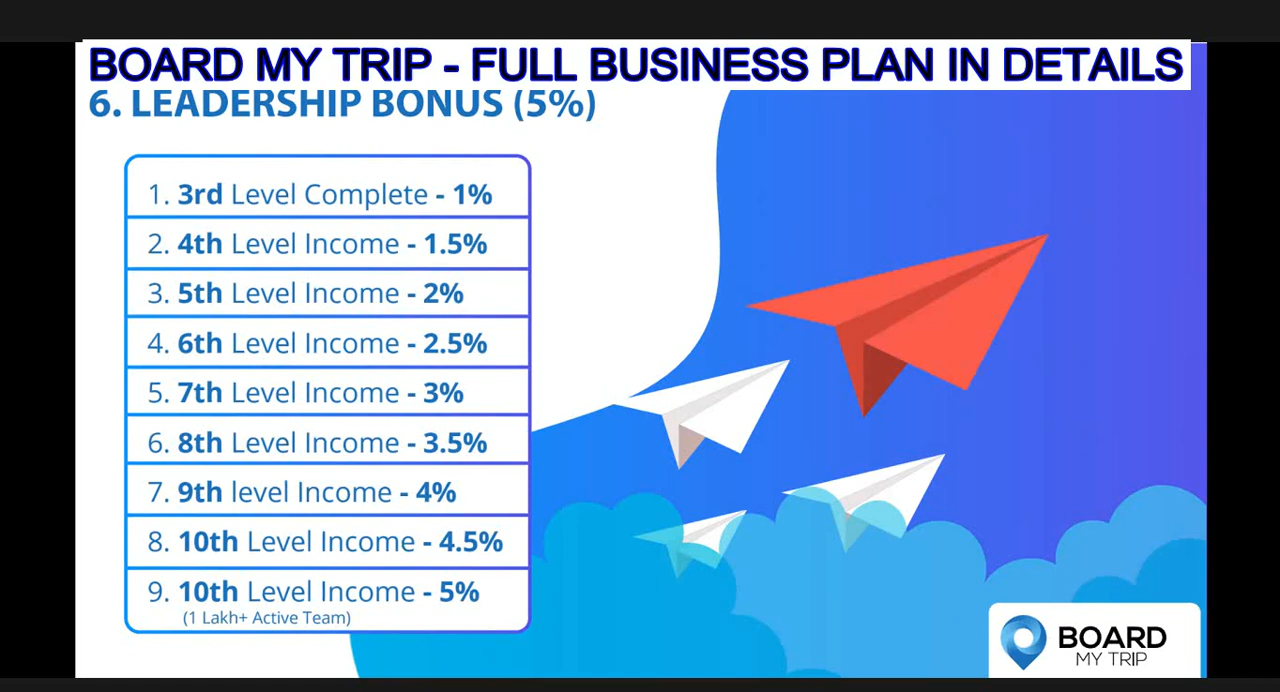 BOARD MY TRIP - FULL BUSINESS PLAN IN DETAILS
6. LEADERSHIP BONUS (5%)
1. 3rd Level Complete - 1%
2. 4th Level Income - 1.5%
3. 5th Level Income - 2%
4. 6th Level Income - 2.5%
5. 7th Level Income - 3%
6. 8th Level Income - 3.5%
7. 9th level Income - 4%
8. 10th Level Income - 4.5%
9. 10th Level Income - 5%
(1 Lakh+ Active Team)
BOARD
MY TRIP